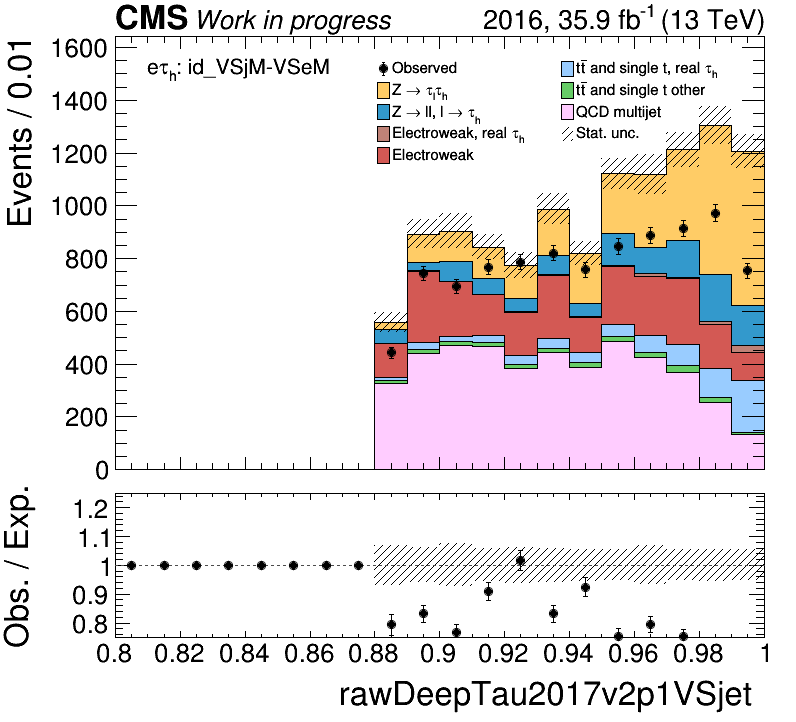 CMS Work in progress 2016, 35.9 fb⁻¹ (13 TeV)
Events / 0.01
1600
1400
1200
1000
800
600
400
200
0
eτₕ: id_VSjM-VSeM
Observed
Z → τₗτₕ
Z → ll, l → τₕ
Electroweak, real τₕ
Electroweak
tt̄ and single t, real τₕ
tt̄ and single t other
QCD multijet
Stat. unc.
Obs. / Exp.
1.2
1.1
1
0.9
0.8
0.8 0.82 0.84 0.86 0.88 0.9 0.92 0.94 0.96 0.98 1
rawDeepTau2017v2p1VSjet